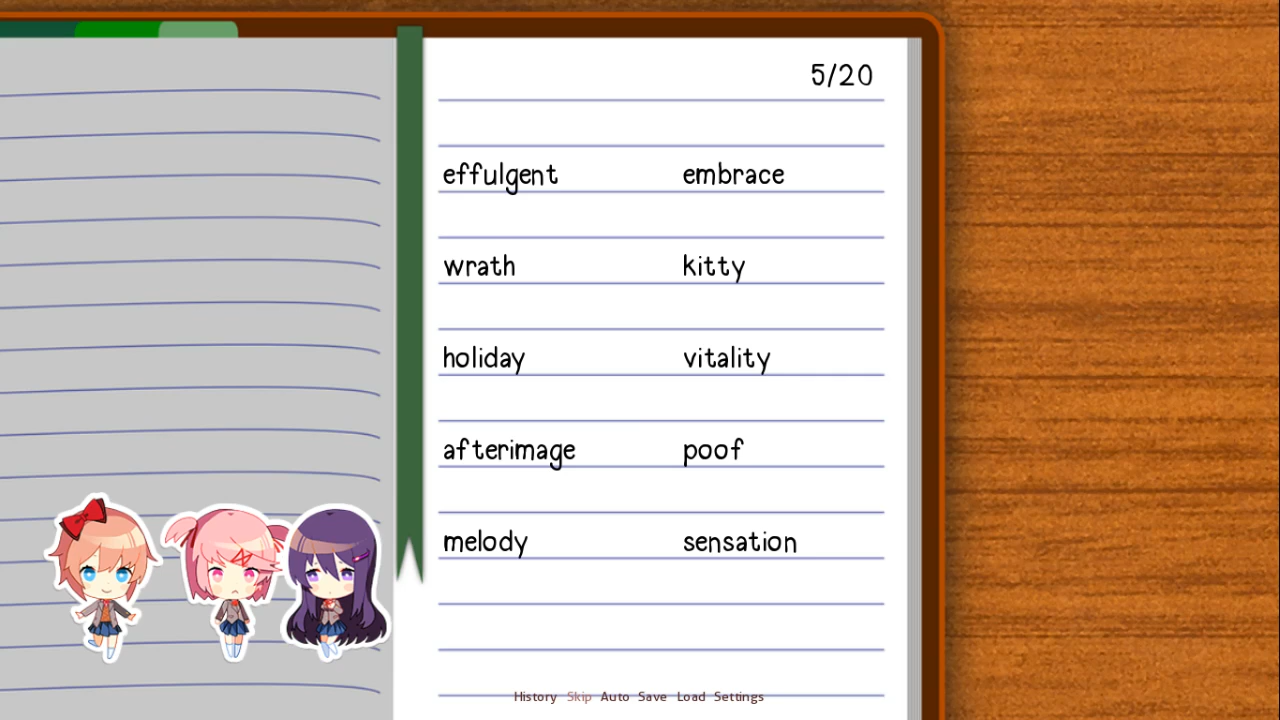 5/20
effulgent embrace
wrath kitty
holiday vitality
afterimage poof
melody sensation
History Skip Auto Save Load Settings